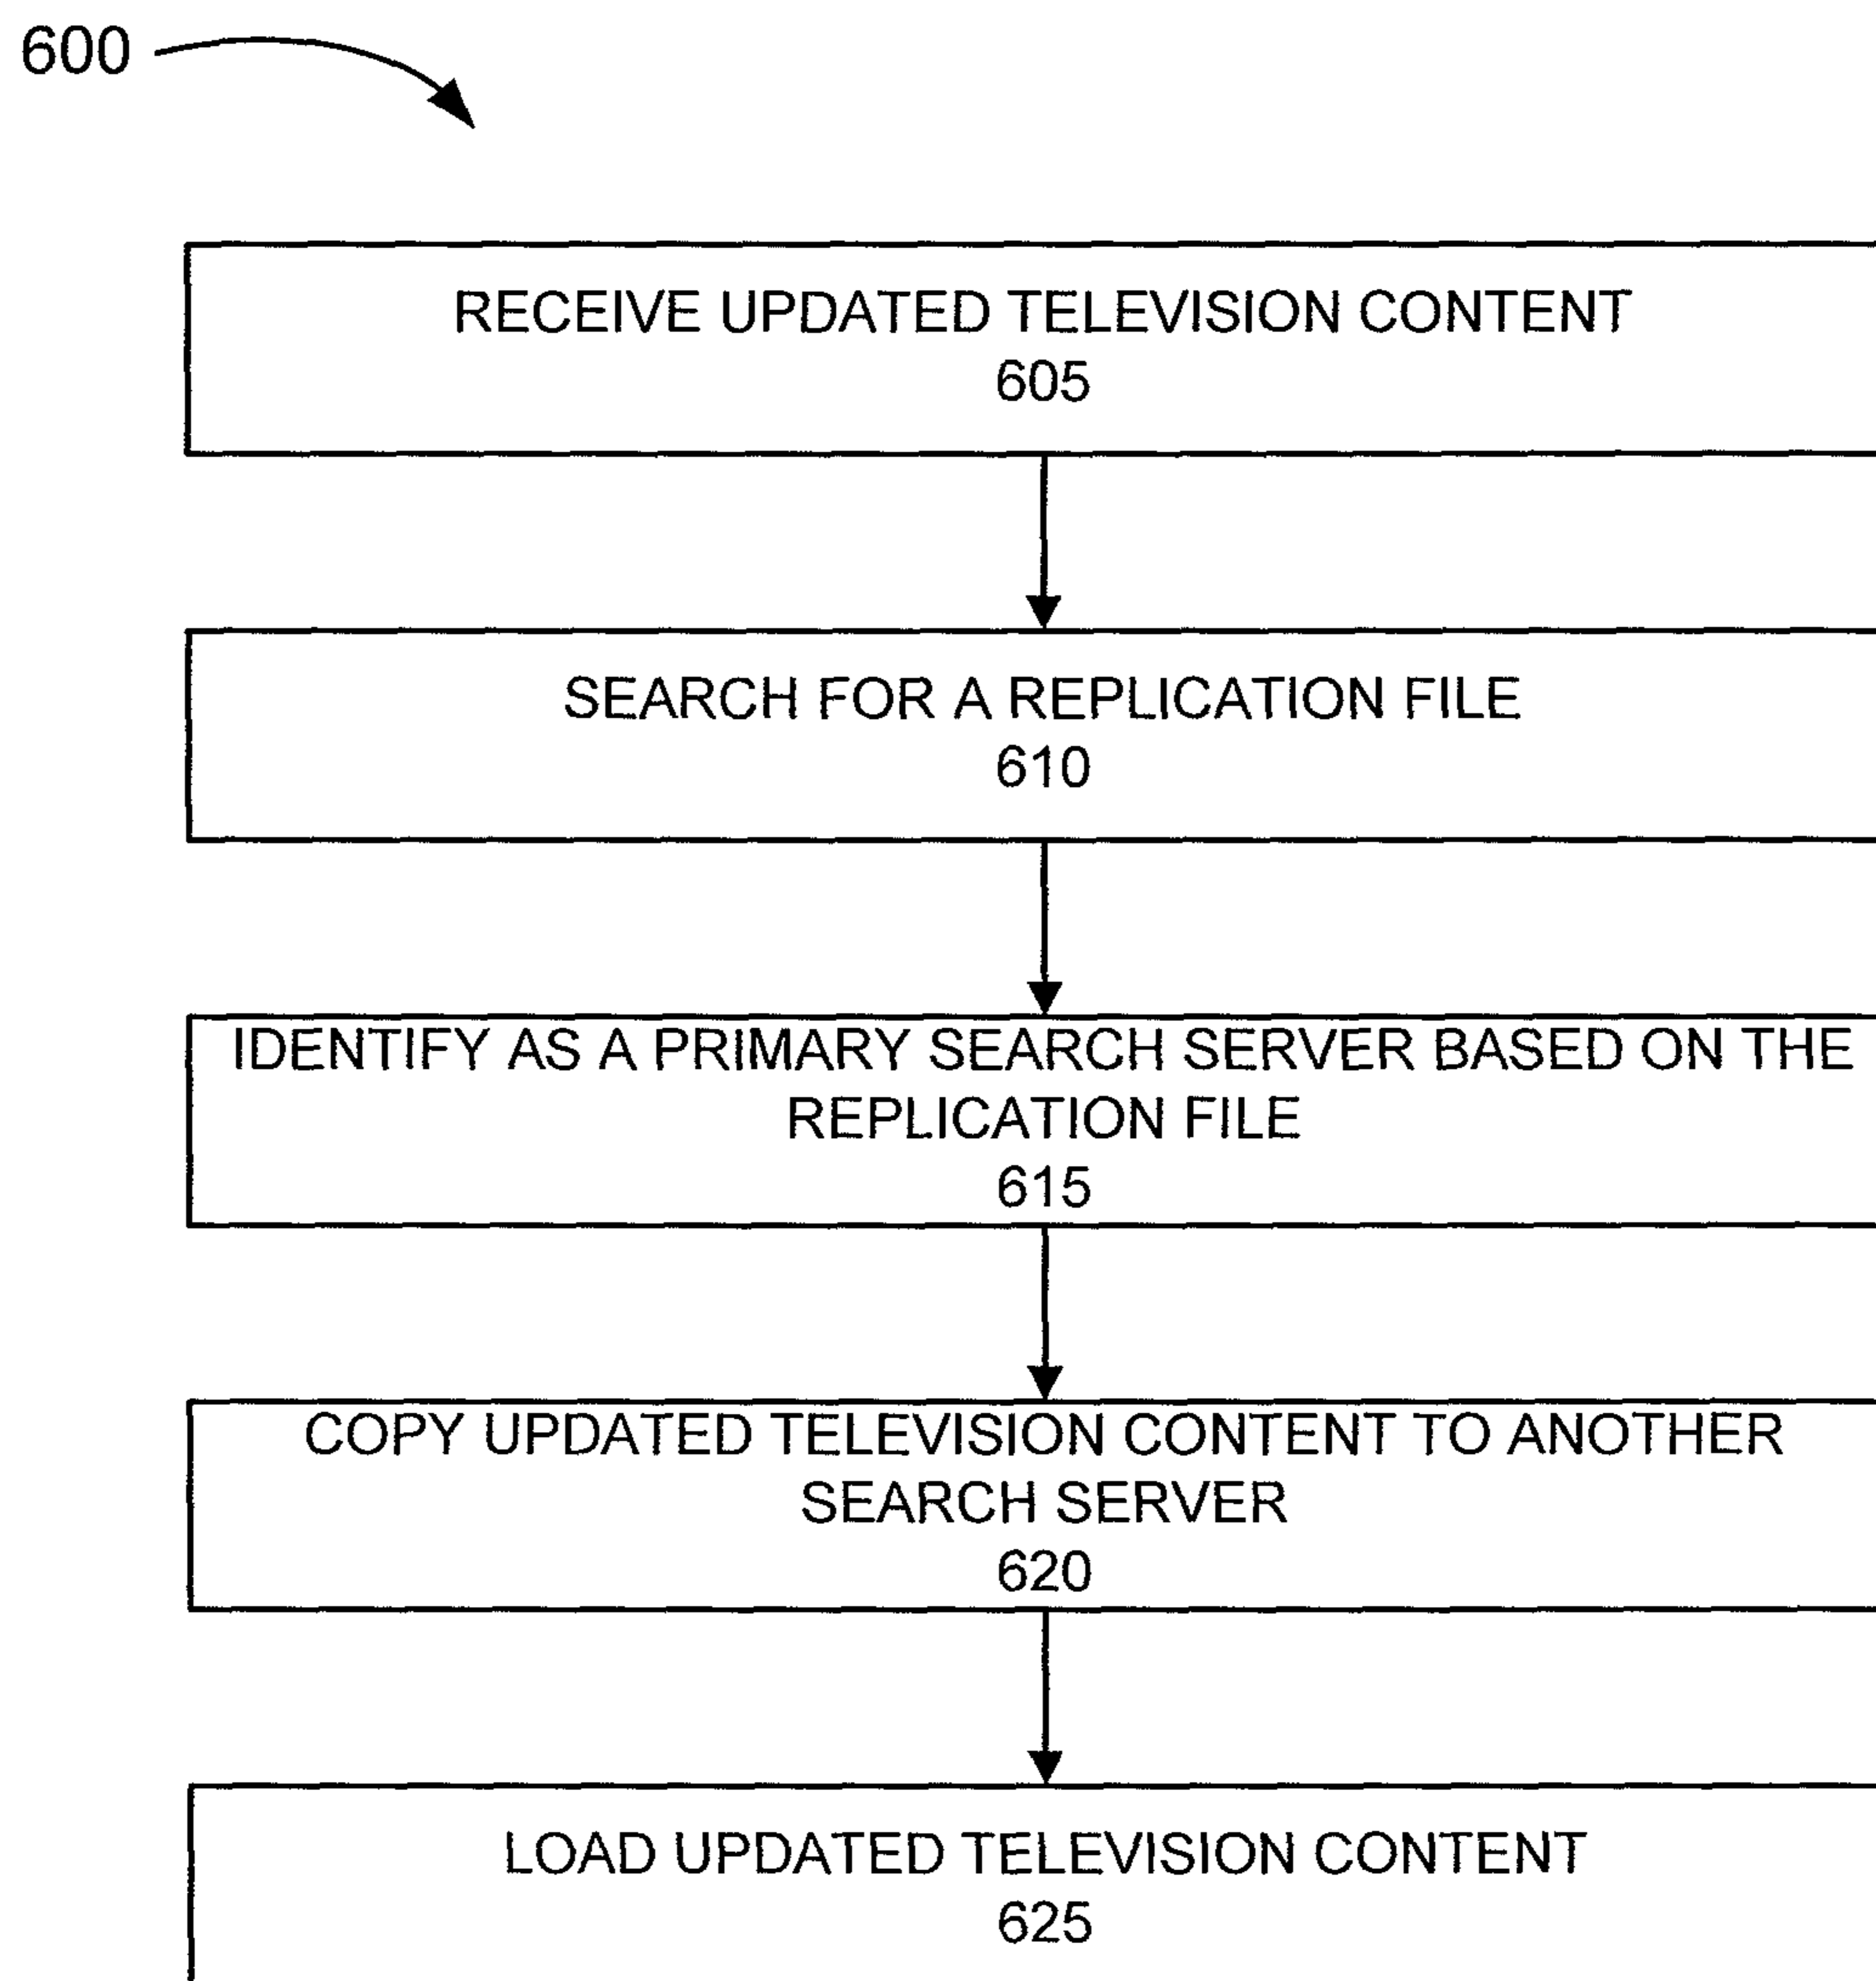 600
RECEIVE UPDATED TELEVISION CONTENT
605
SEARCH FOR A REPLICATION FILE
610
IDENTIFY AS A PRIMARY SEARCH SERVER BASED ON THE
REPLICATION FILE
615
COPY UPDATED TELEVISION CONTENT TO ANOTHER
SEARCH SERVER
620
LOAD UPDATED TELEVISION CONTENT
625